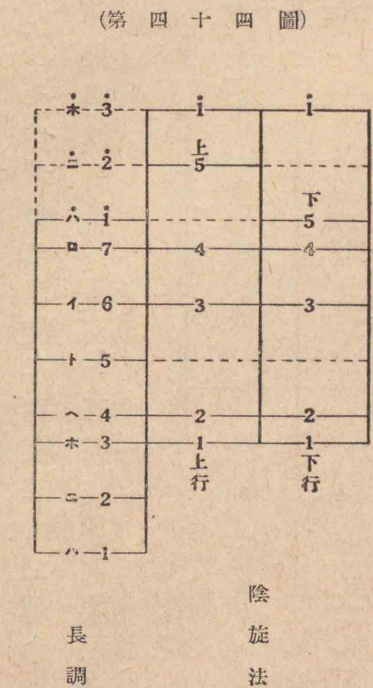 (第四十四圖)
ホ 3 i i
ニ 2 上5
ハ i 下5
ロ 7 4 4
イ 6 3 3
ト 5
ヘ 4 2 2
ホ 3 1 1
上行 下行
ニ 2
ハ 1
長調 陰旋法